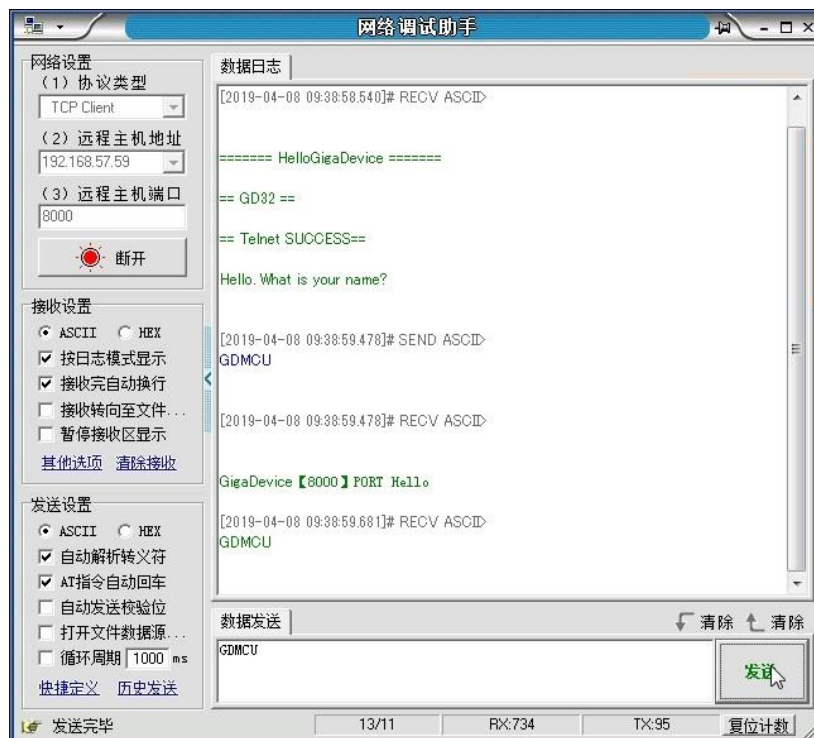 网络调试助手
网络设置
(1) 协议类型
TCP Client
(2) 远程主机地址
192.168.57.59
(3) 远程主机端口
8000
断开
接收设置
ASCII HEX
按日志模式显示
接收完自动换行
接收转向至文件...
暂停接收区显示
其他选项 清除接收
发送设置
ASCII HEX
自动解析转义符
AT指令自动回车
自动发送校验位
打开文件数据源...
循环周期 1000 ms
快捷定义 历史发送
数据日志
[2019-04-08 09:38:58.540]# RECV ASCII>
======= HelloGigaDevice =======
== GD32 ==
== Telnet SUCCESS==
Hello. What is your name?
[2019-04-08 09:38:59.478]# SEND ASCII>
GDMCU
[2019-04-08 09:38:59.478]# RECV ASCII>
GigaDevice【8000】PORT Hello
[2019-04-08 09:38:59.681]# RECV ASCII>
GDMCU
数据发送 清除 清除
GDMCU
发送
发送完毕 13/11 RX:734 TX:95 复位计数